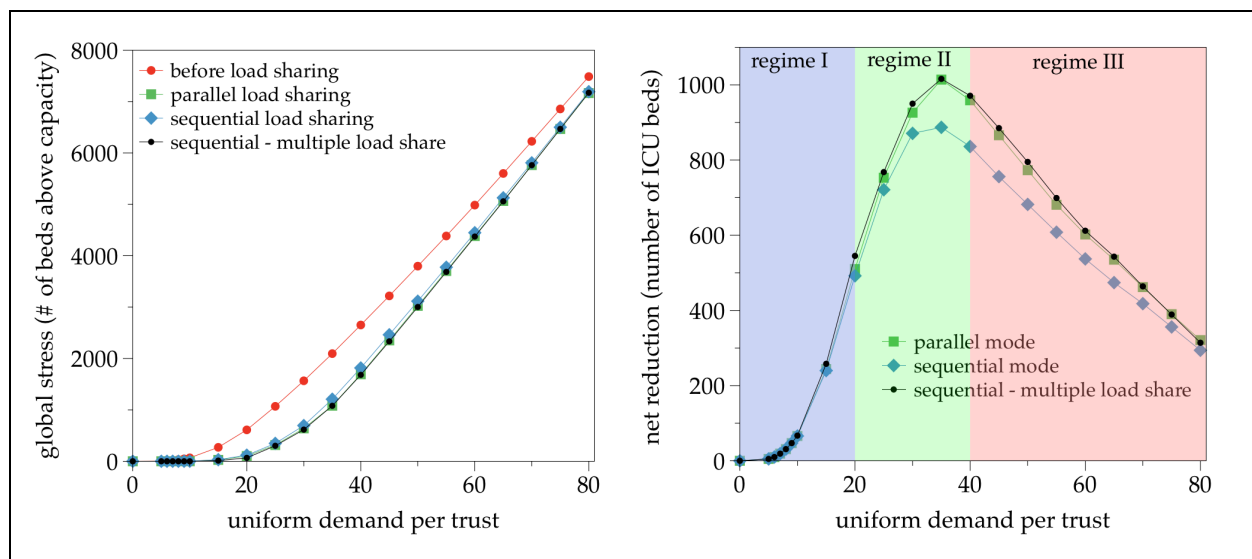 global stress (# of beds above capacity)
8000
6000
4000
2000
0
before load sharing
parallel load sharing
sequential load sharing
sequential - multiple load share
0 20 40 60 80
uniform demand per trust
net reduction (number of ICU beds)
1000
800
600
400
200
0
regime I regime II regime III
parallel mode
sequential mode
sequential - multiple load share
0 20 40 60 80
uniform demand per trust